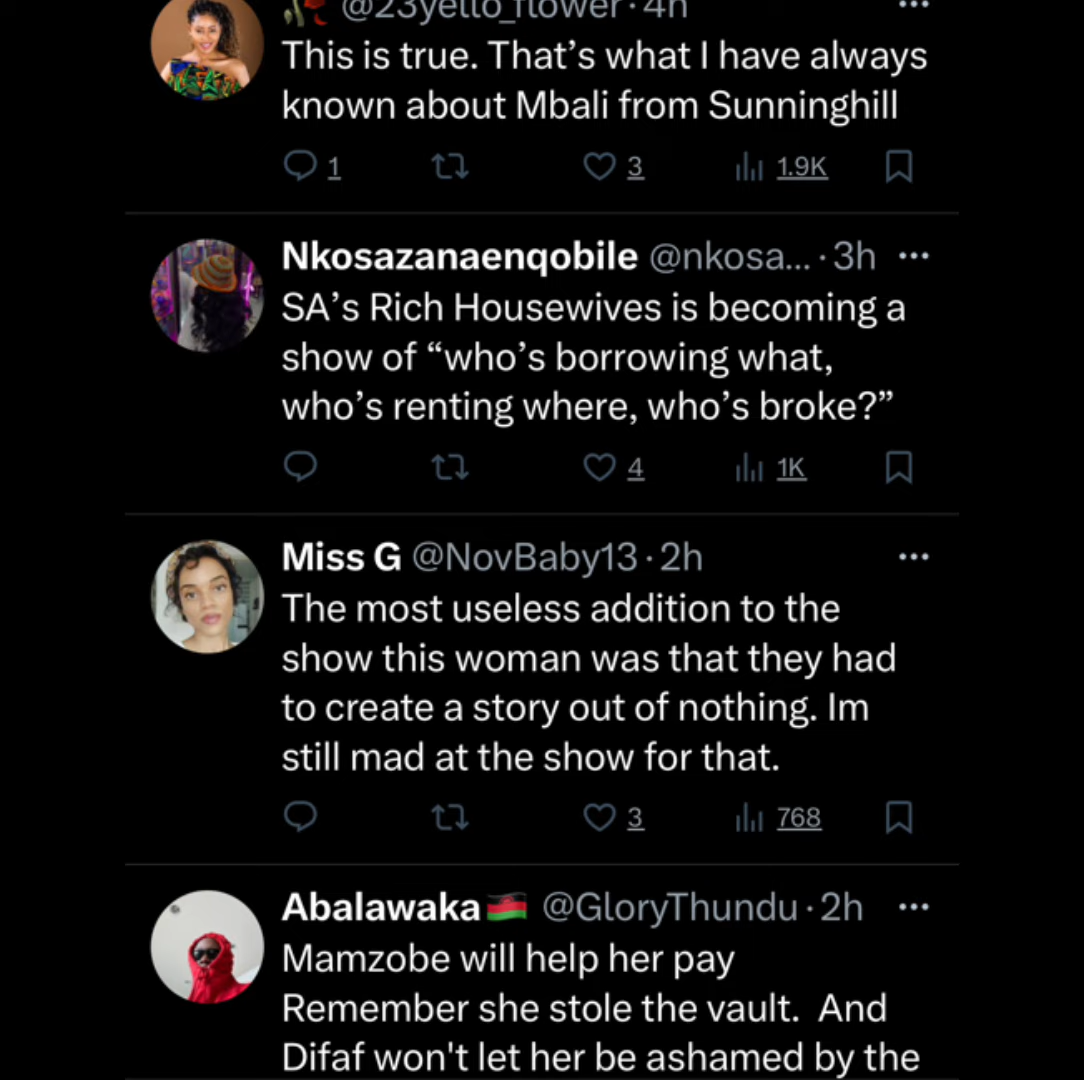 @23yello_flower · 4h
This is true. That’s what I have always
known about Mbali from Sunninghill
1 3 1.9K
Nkosazanaenqobile @nkosa... · 3h
SA’s Rich Housewives is becoming a
show of “who’s borrowing what,
who’s renting where, who’s broke?”
4 1K
Miss G @NovBaby13 · 2h
The most useless addition to the
show this woman was that they had
to create a story out of nothing. Im
still mad at the show for that.
3 768
Abalawaka🇲🇼 @GloryThundu · 2h
Mamzobe will help her pay
Remember she stole the vault.  And
Difaf won't let her be ashamed by the